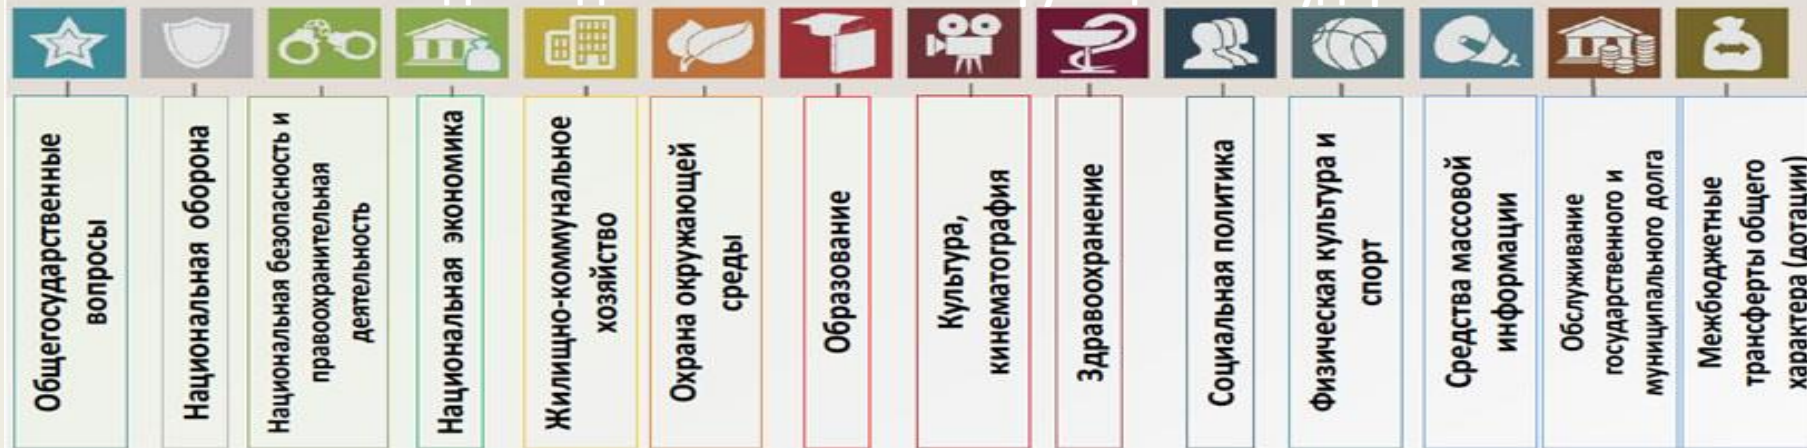 Общегосударственные
вопросы
Национальная оборона
Национальная безопасность и
правоохранительная
деятельность
Национальная экономика
Жилищно-коммунальное
хозяйство
Охрана окружающей
среды
Образование
Культура,
кинематография
Здравоохранение
Социальная политика
Физическая культура и
спорт
Средства массовой
информации
Обслуживание
государственного и
муниципального долга
Межбюджетные
трансферты общего
характера (дотации)